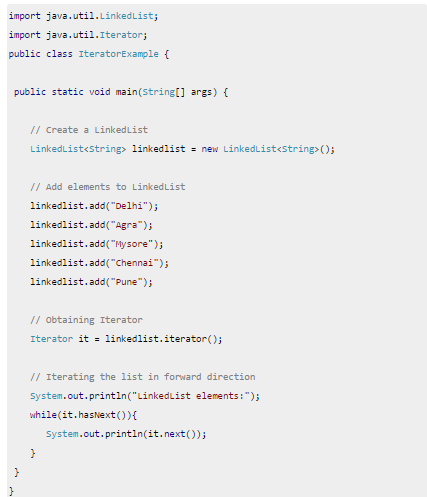 import java.util.LinkedList;
import java.util.Iterator;
public class IteratorExample {
public static void main(String[] args) {
// Create a LinkedList
LinkedList<String> linkedlist = new LinkedList<String>();
// Add elements to LinkedList
linkedlist.add("Delhi");
linkedlist.add("Agra");
linkedlist.add("Mysore");
linkedlist.add("Chennai");
linkedlist.add("Pune");
// Obtaining Iterator
Iterator it = linkedlist.iterator();
// Iterating the list in forward direction
System.out.println("LinkedList elements:");
while(it.hasNext()){
System.out.println(it.next());
}
}
}